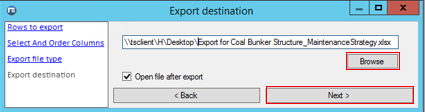 Export destination
Rows to export
Select And Order Columns
Export file type
Export destination
\\tsclient\H\Desktop\Export for Coal Bunker Structure_MaintenanceStrategy.xlsx
Browse
Open file after export
< Back
Next >